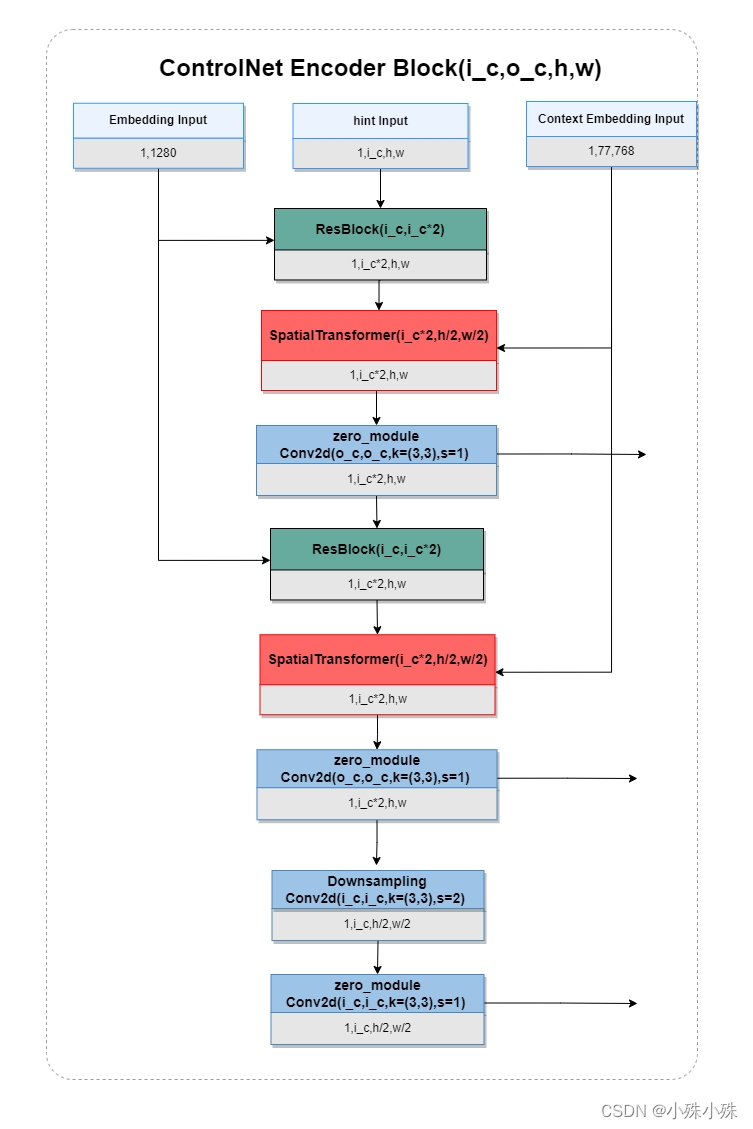 ControlNet Encoder Block(i_c,o_c,h,w)
Embedding Input
1,1280
hint Input
1,i_c,h,w
Context Embedding Input
1,77,768
ResBlock(i_c,i_c*2)
1,i_c*2,h,w
SpatialTransformer(i_c*2,h/2,w/2)
1,i_c*2,h,w
zero_module
Conv2d(o_c,o_c,k=(3,3),s=1)
1,i_c*2,h,w
ResBlock(i_c,i_c*2)
1,i_c*2,h,w
SpatialTransformer(i_c*2,h/2,w/2)
1,i_c*2,h,w
zero_module
Conv2d(o_c,o_c,k=(3,3),s=1)
1,i_c*2,h,w
Downsampling
Conv2d(i_c,i_c,k=(3,3),s=2)
1,i_c,h/2,w/2
zero_module
Conv2d(i_c,i_c,k=(3,3),s=1)
1,i_c,h/2,w/2
CSDN @小殊小殊